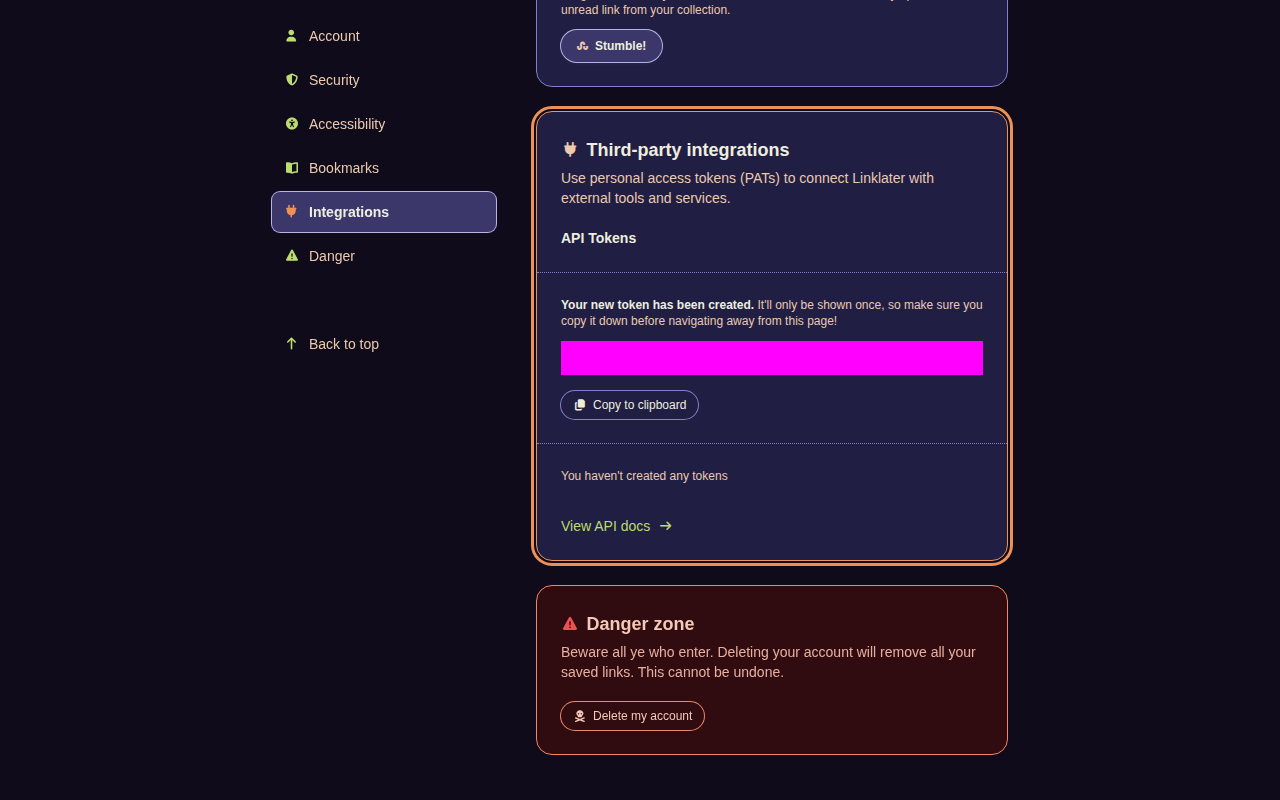 unread link from your collection.
Stumble!
Account
Security
Accessibility
Bookmarks
Integrations
Danger
Back to top
Third-party integrations
Use personal access tokens (PATs) to connect Linklater with
external tools and services.
API Tokens
Your new token has been created. It'll only be shown once, so make sure you
copy it down before navigating away from this page!
Copy to clipboard
You haven't created any tokens
View API docs
Danger zone
Beware all ye who enter. Deleting your account will remove all your
saved links. This cannot be undone.
Delete my account